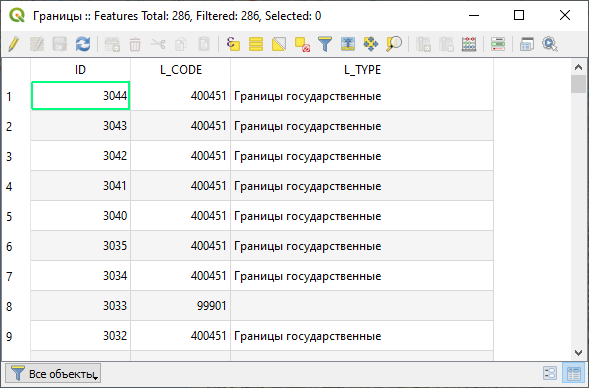 Границы :: Features Total: 286, Filtered: 286, Selected: 0
ID L_CODE L_TYPE
1 3044 400451 Границы государственные
2 3043 400451 Границы государственные
3 3042 400451 Границы государственные
4 3041 400451 Границы государственные
5 3040 400451 Границы государственные
6 3035 400451 Границы государственные
7 3034 400451 Границы государственные
8 3033 99901
9 3032 400451 Границы государственные
Все объекты